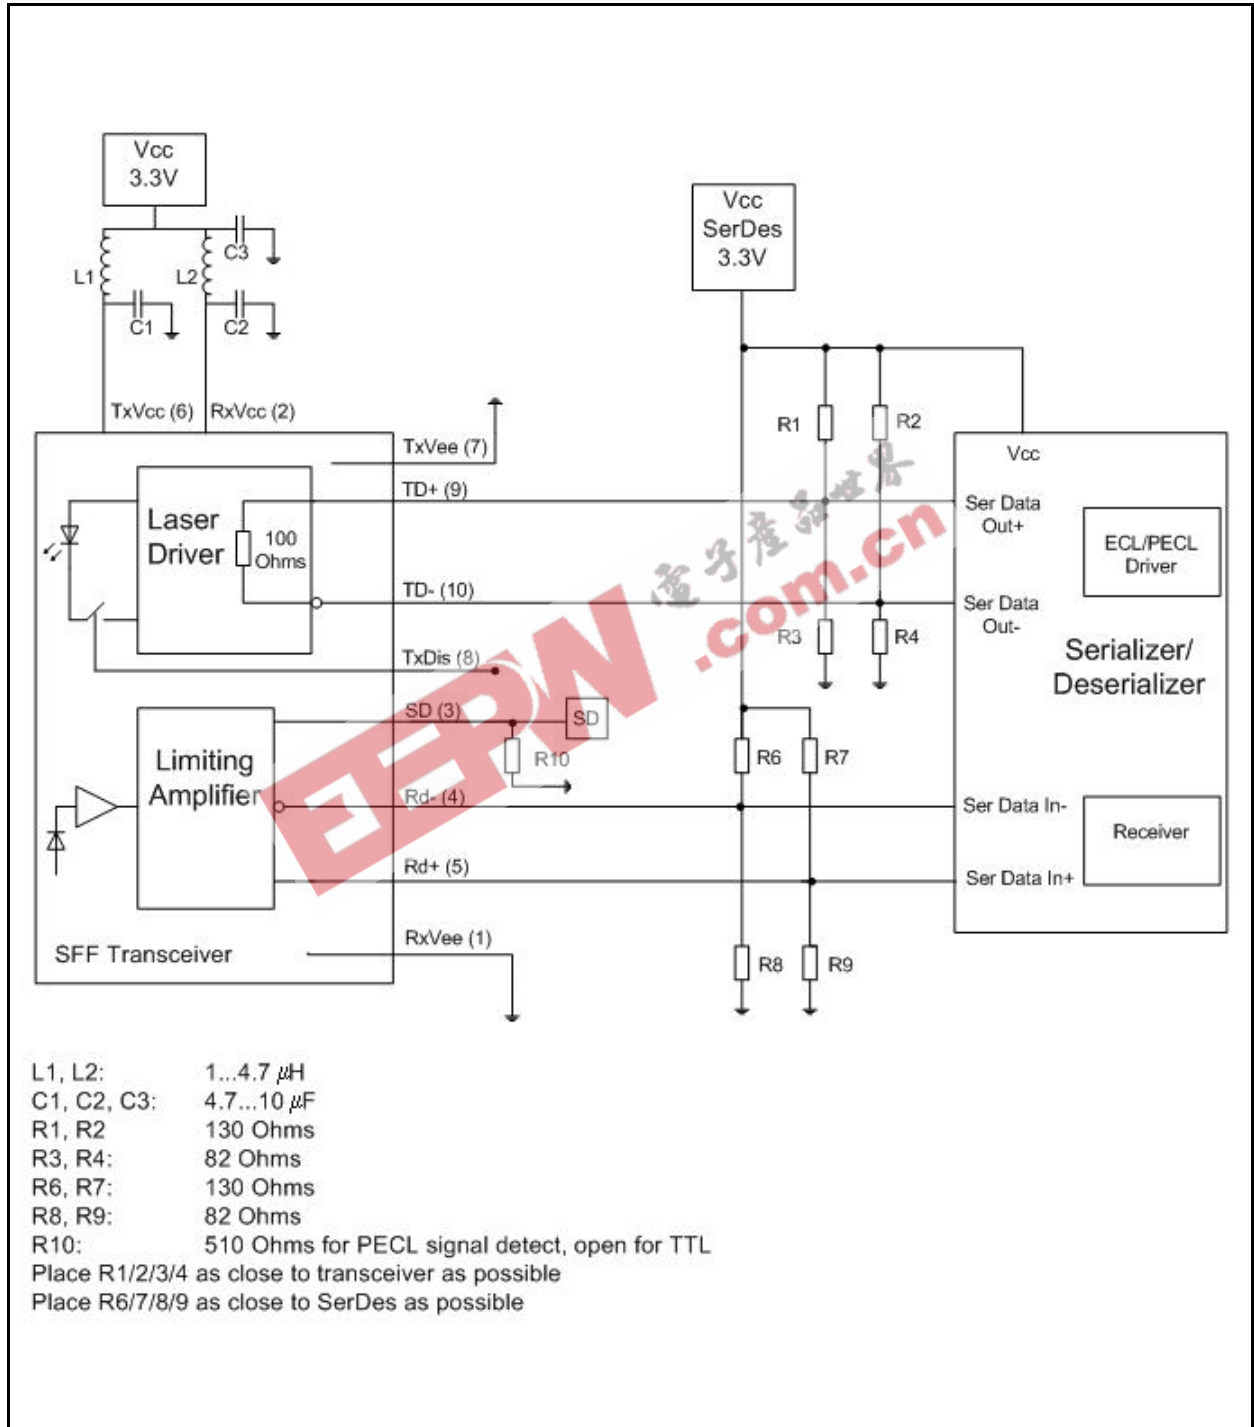 Vcc
3.3V
C3
L1
L2
C1
C2
Vcc
SerDes
3.3V
TxVcc (6)
RxVcc (2)
TxVee (7)
R1
R2
Vcc
TD+ (9)
Laser
Driver
100
Ohms
Ser Data
Out+
ECL/PECL
Driver
TD- (10)
Ser Data
Out-
R3
R4
Serializer/
Deserializer
TxDis (8)
SD (3)
SD
R10
R6
R7
Limiting
Amplifier
Rd- (4)
Ser Data In-
Receiver
Rd+ (5)
Ser Data In+
RxVee (1)
SFF Transceiver
R8
R9
EEPW
電子產品世界
.com.cn
L1, L2: 1...4.7 μH
C1, C2, C3: 4.7...10 μF
R1, R2 130 Ohms
R3, R4: 82 Ohms
R6, R7: 130 Ohms
R8, R9: 82 Ohms
R10: 510 Ohms for PECL signal detect, open for TTL
Place R1/2/3/4 as close to transceiver as possible
Place R6/7/8/9 as close to SerDes as possible